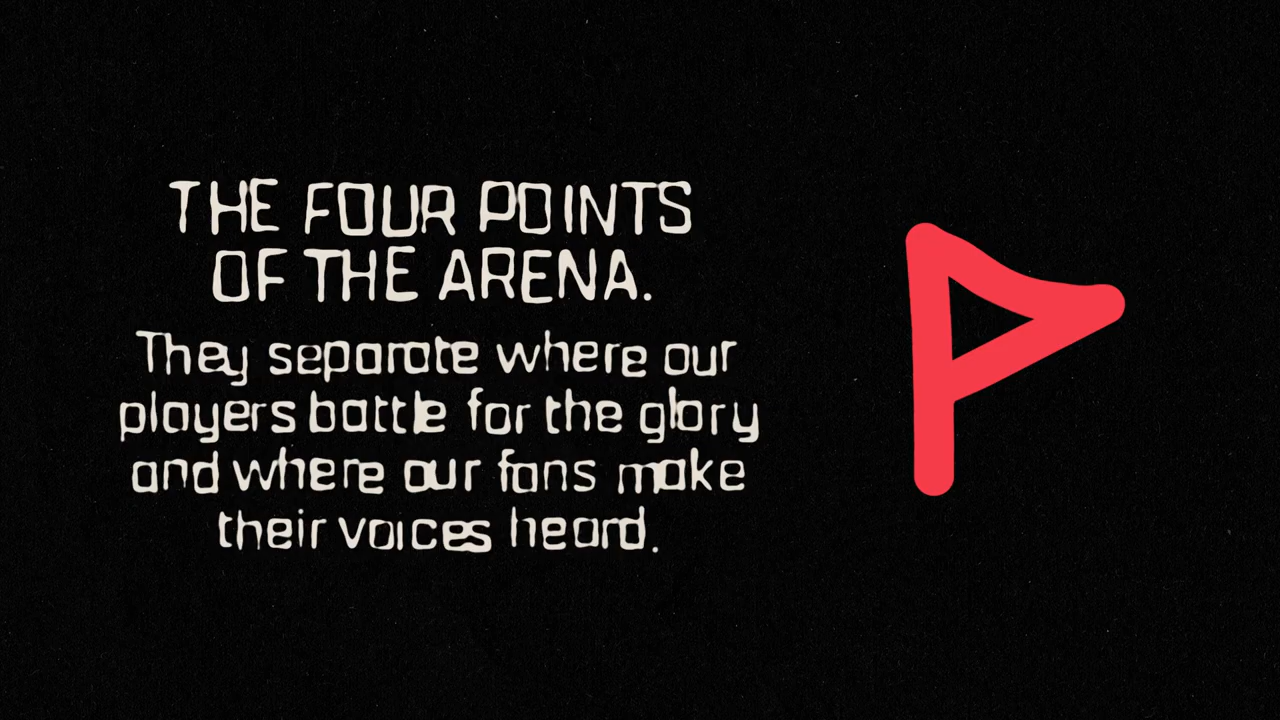 THE FOUR POINTS
OF THE ARENA.
They separate where our
players battle for the glory
and where our fans make
their voices heard.